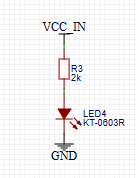 VCC_IN
R3
2k
LED4
KT-0603R
GND